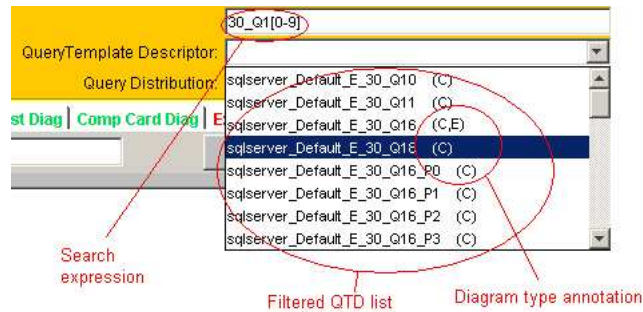 30_Q1[0-9]
QueryTemplate Descriptor:
Query Distribution:
sqlserver_Default_E_30_Q10 (C)
sqlserver_Default_E_30_Q11 (C)
st Diag Comp Card Diag E
sqlserver_Default_E_30_Q16 (C,E)
sqlserver_Default_E_30_Q18 (C)
sqlserver_Default_E_30_Q16_P0 (C)
sqlserver_Default_E_30_Q16_P1 (C)
sqlserver_Default_E_30_Q16_P2 (C)
sqlserver_Default_E_30_Q16_P3 (C)
Search
expression
Filtered QTD list
Diagram type annotation